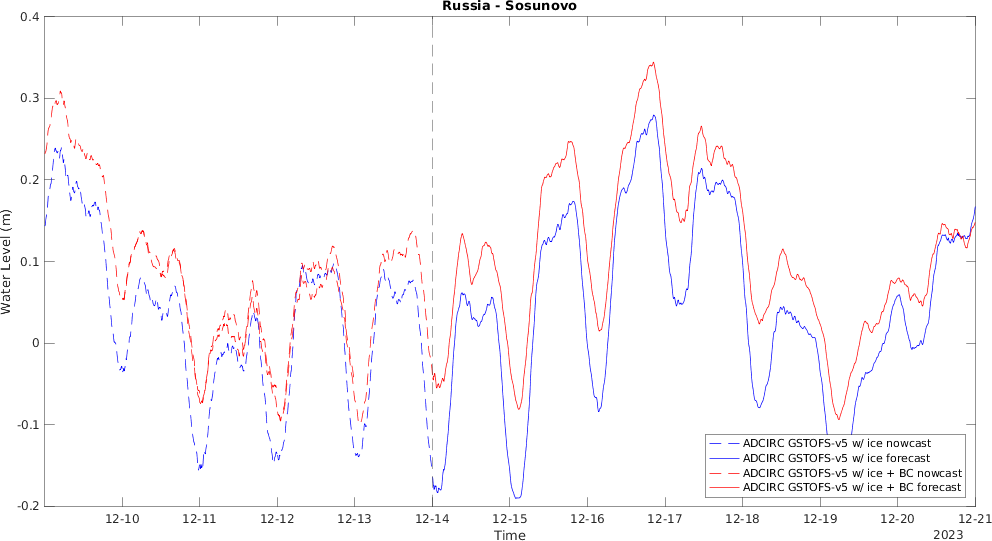 Russia - Sosunovo
Water Level (m)
0.4
0.3
0.2
0.1
0
-0.1
-0.2
ADCIRC GSTOFS-v5 w/ ice nowcast
ADCIRC GSTOFS-v5 w/ ice forecast
ADCIRC GSTOFS-v5 w/ ice + BC nowcast
ADCIRC GSTOFS-v5 w/ ice + BC forecast
12-10 12-11 12-12 12-13 12-14 12-15 12-16 12-17 12-18 12-19 12-20 12-21
Time
2023